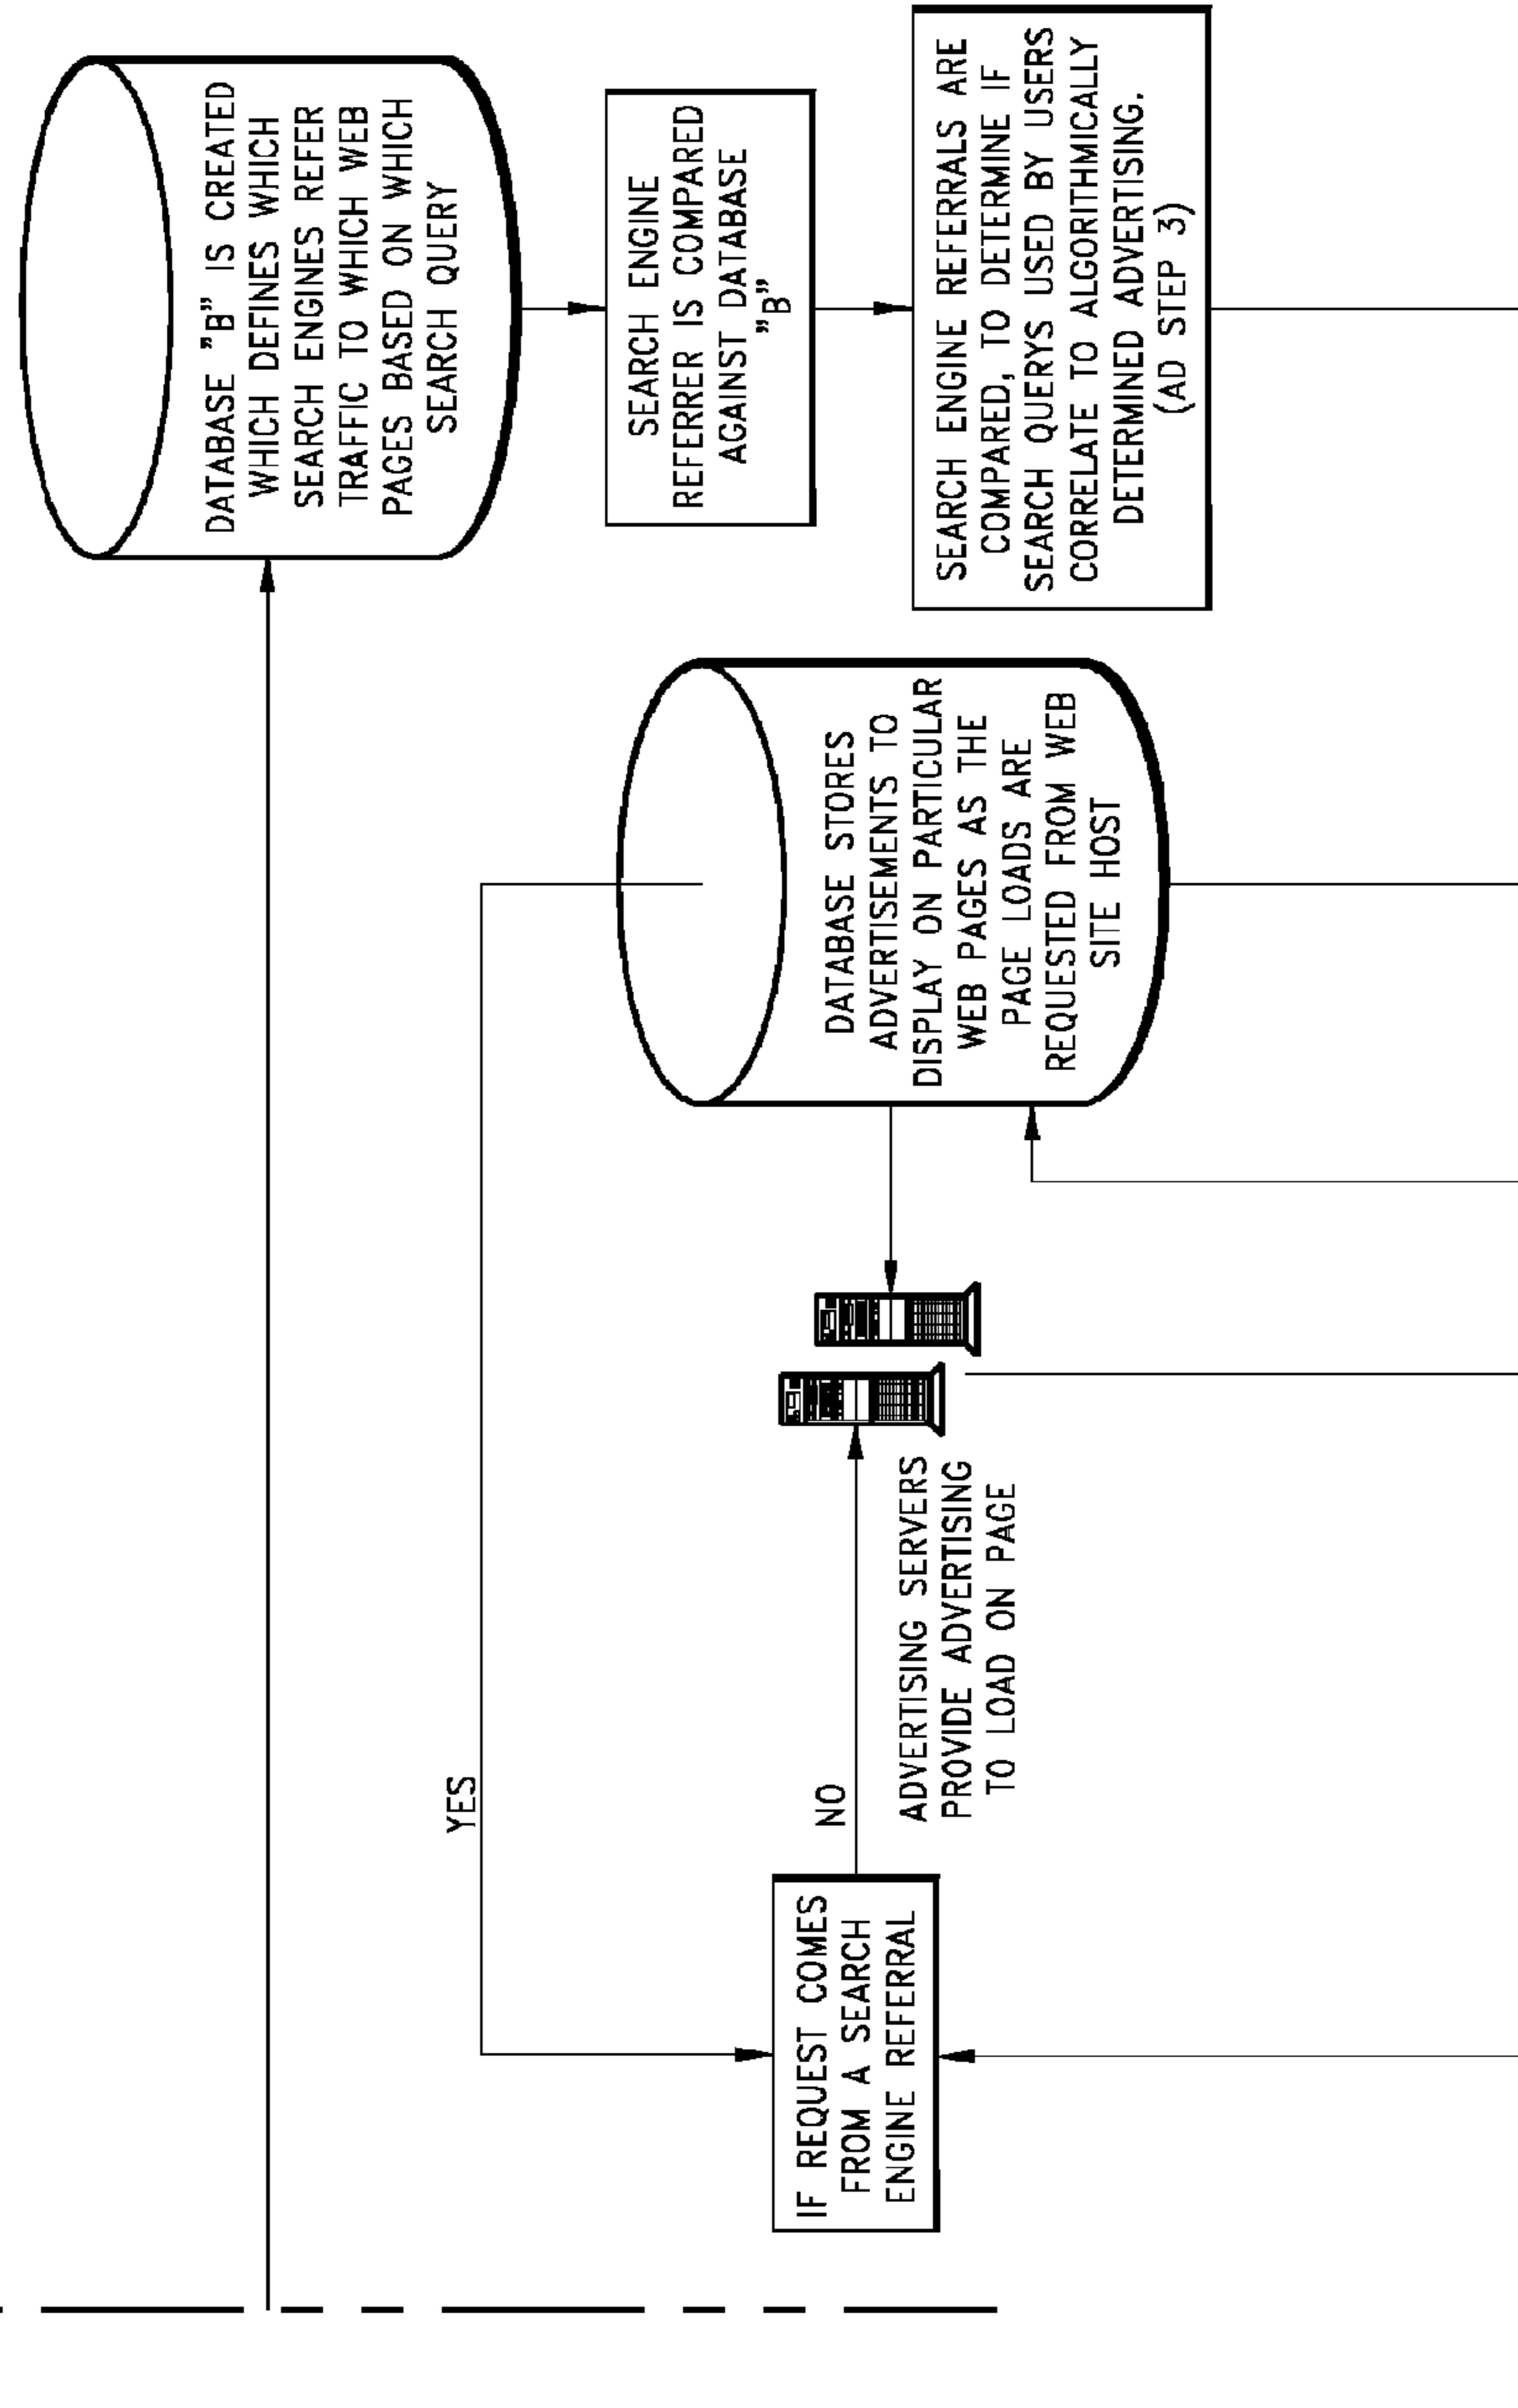 DATABASE "B" IS CREATED
WHICH DEFINES WHICH
SEARCH ENGINES REFER
TRAFFIC TO WHICH WEB
PAGES BASED ON WHICH
SEARCH QUERY
SEARCH ENGINE
REFERRER IS COMPARED
AGAINST DATABASE
"B"
SEARCH ENGINE REFERRALS ARE
COMPARED, TO DETERMINE IF
SEARCH QUERYS USED BY USERS
CORRELATE TO ALGORITHMICALLY
DETERMINED ADVERTISING.
(AD STEP 3)
DATABASE STORES
ADVERTISEMENTS TO
DISPLAY ON PARTICULAR
WEB PAGES AS THE
PAGE LOADS ARE
REQUESTED FROM WEB
SITE HOST
YES
NO
ADVERTISING SERVERS
PROVIDE ADVERTISING
TO LOAD ON PAGE
IF REQUEST COMES
FROM A SEARCH
ENGINE REFERRAL